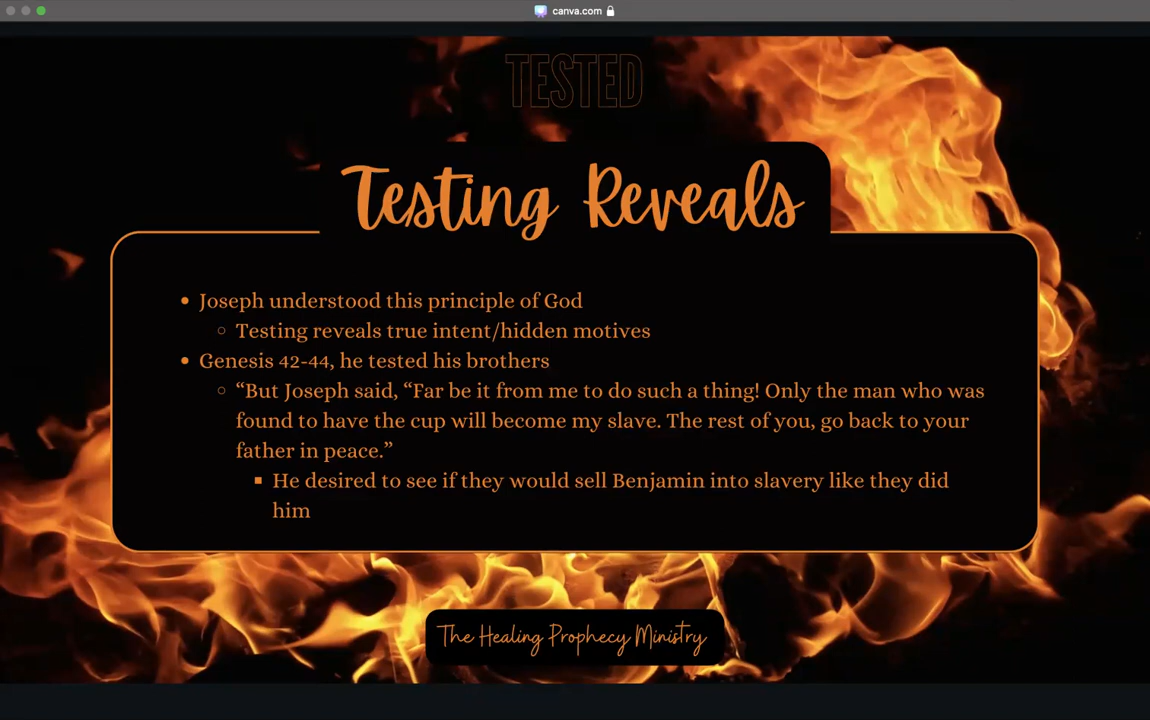 canva.com
TESTED
Testing Reveals
• Joseph understood this principle of God
○ Testing reveals true intent/hidden motives
• Genesis 42-44, he tested his brothers
○ “But Joseph said, “Far be it from me to do such a thing! Only the man who was
found to have the cup will become my slave. The rest of you, go back to your
father in peace.”
▪ He desired to see if they would sell Benjamin into slavery like they did
him
The Healing Prophecy Ministry